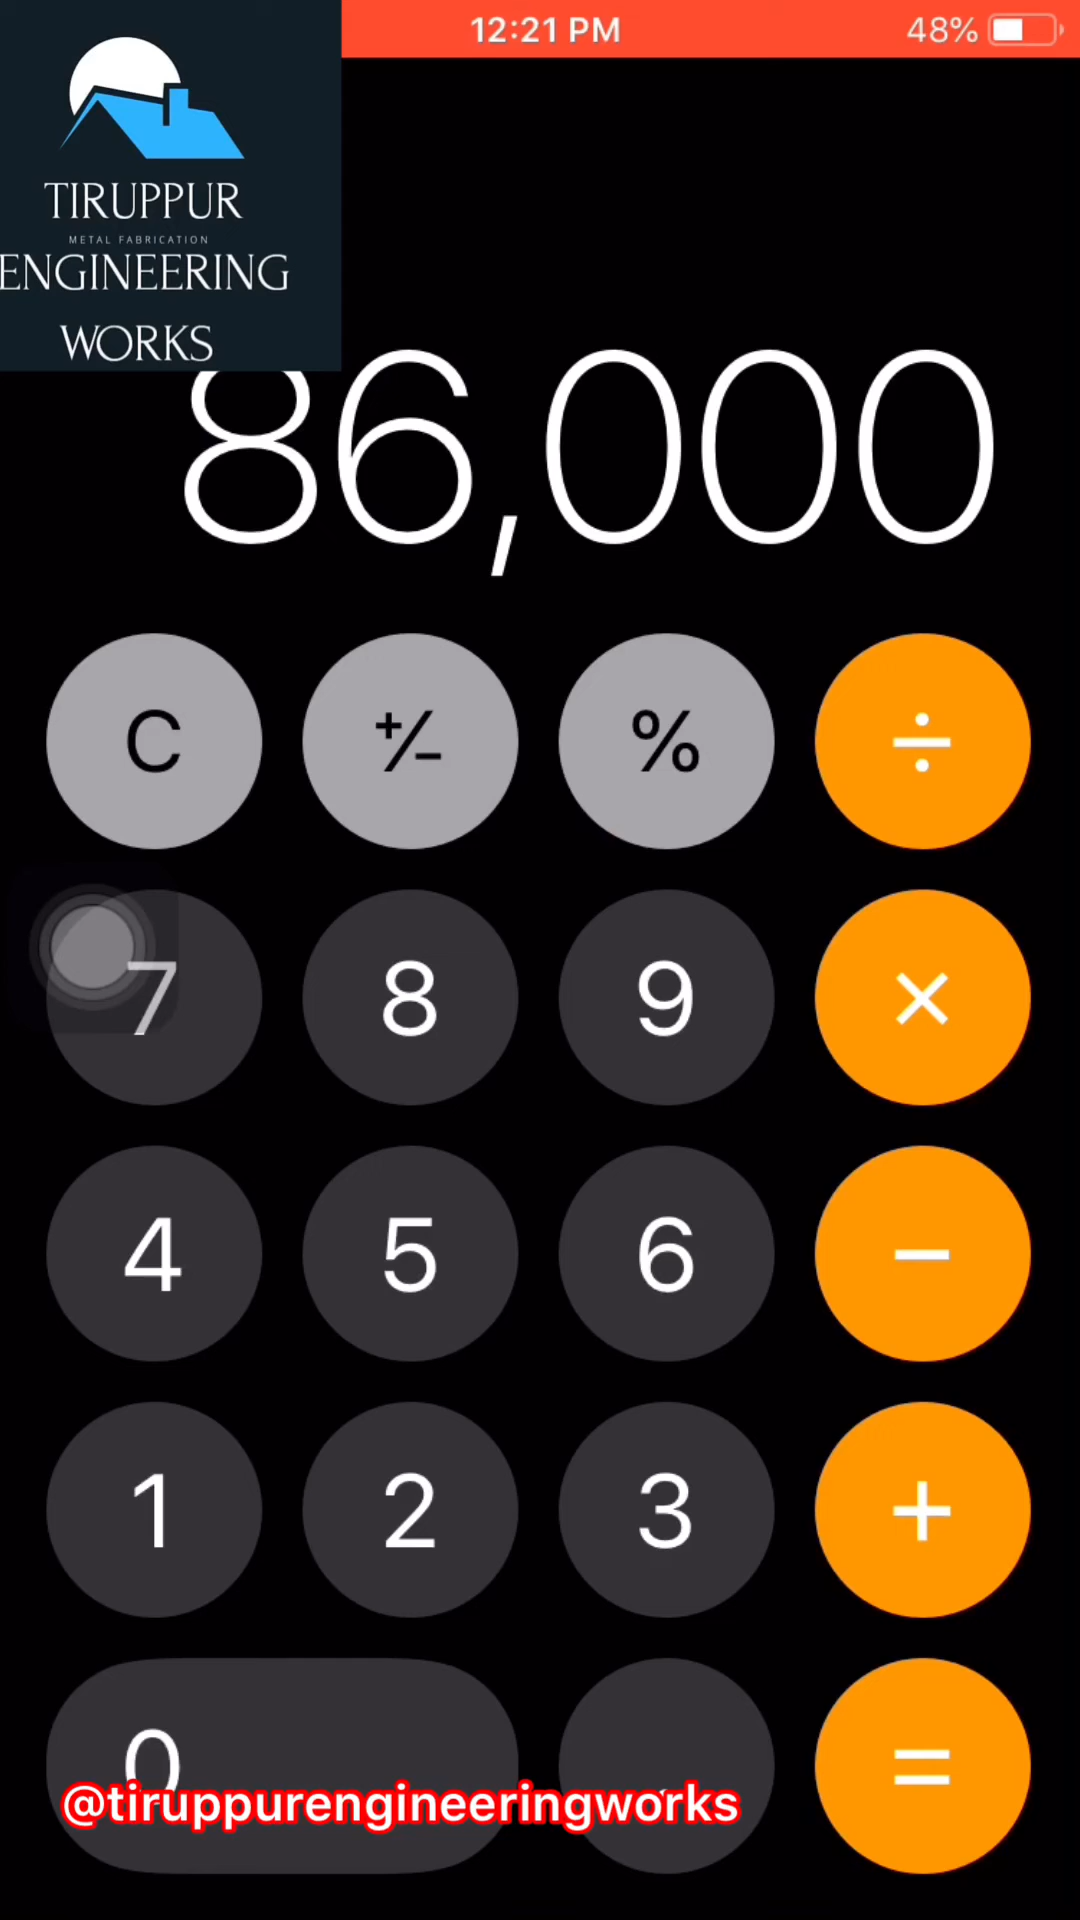 12:21 PM 48%
TIRUPPUR
METAL FABRICATION
ENGINEERING
WORKS
86,000
C +/− % ÷
7 8 9 ×
4 5 6 −
1 2 3 +
0 . =
@tiruppurengineeringworks